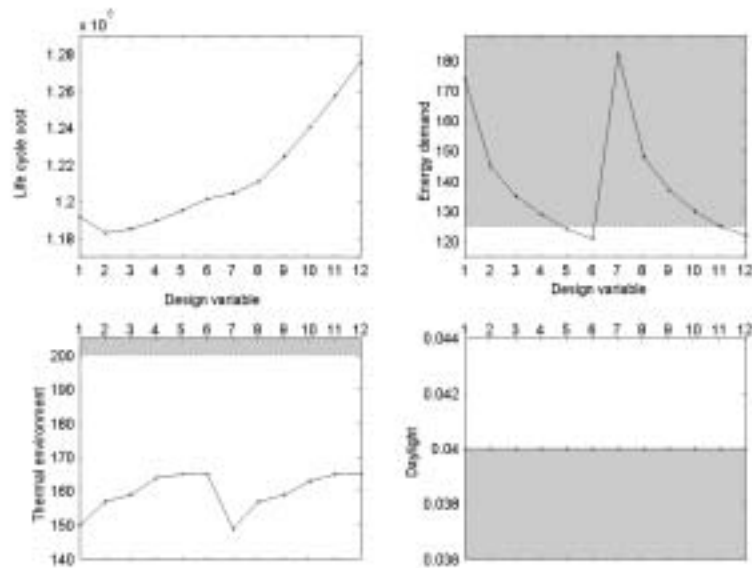 1.28
1.26
1.24
1.22
1.2
1.18
Life cycle cost
1 2 3 4 5 6 7 8 9 10 11 12
Design variable
180
170
160
150
140
130
120
Energy demand
1 2 3 4 5 6 7 8 9 10 11 12
Design variable
1 2 3 4 5 6 7 8 9 10 11 12
200
190
180
170
160
150
140
Thermal environment
1 2 3 4 5 6 7 8 9 10 11 12
0.044
0.042
0.04
0.038
0.036
Daylight